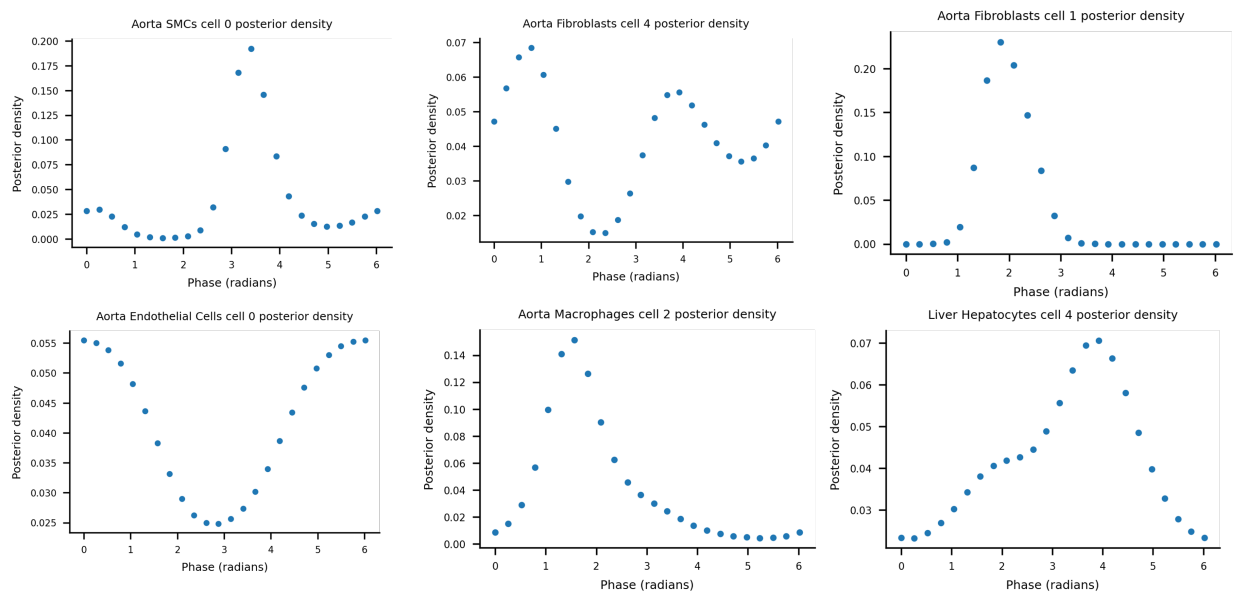 Aorta SMCs cell 0 posterior density
Posterior density
0.200
0.175
0.150
0.125
0.100
0.075
0.050
0.025
0.000
0 1 2 3 4 5 6
Phase (radians)
Aorta Fibroblasts cell 4 posterior density
Posterior density
0.07
0.06
0.05
0.04
0.03
0.02
0 1 2 3 4 5 6
Phase (radians)
Aorta Fibroblasts cell 1 posterior density
Posterior density
0.20
0.15
0.10
0.05
0.00
0 1 2 3 4 5 6
Phase (radians)
Aorta Endothelial Cells cell 0 posterior density
Posterior density
0.055
0.050
0.045
0.040
0.035
0.030
0.025
0 1 2 3 4 5 6
Phase (radians)
Aorta Macrophages cell 2 posterior density
Posterior density
0.14
0.12
0.10
0.08
0.06
0.04
0.02
0.00
0 1 2 3 4 5 6
Phase (radians)
Liver Hepatocytes cell 4 posterior density
Posterior density
0.07
0.06
0.05
0.04
0.03
0 1 2 3 4 5 6
Phase (radians)